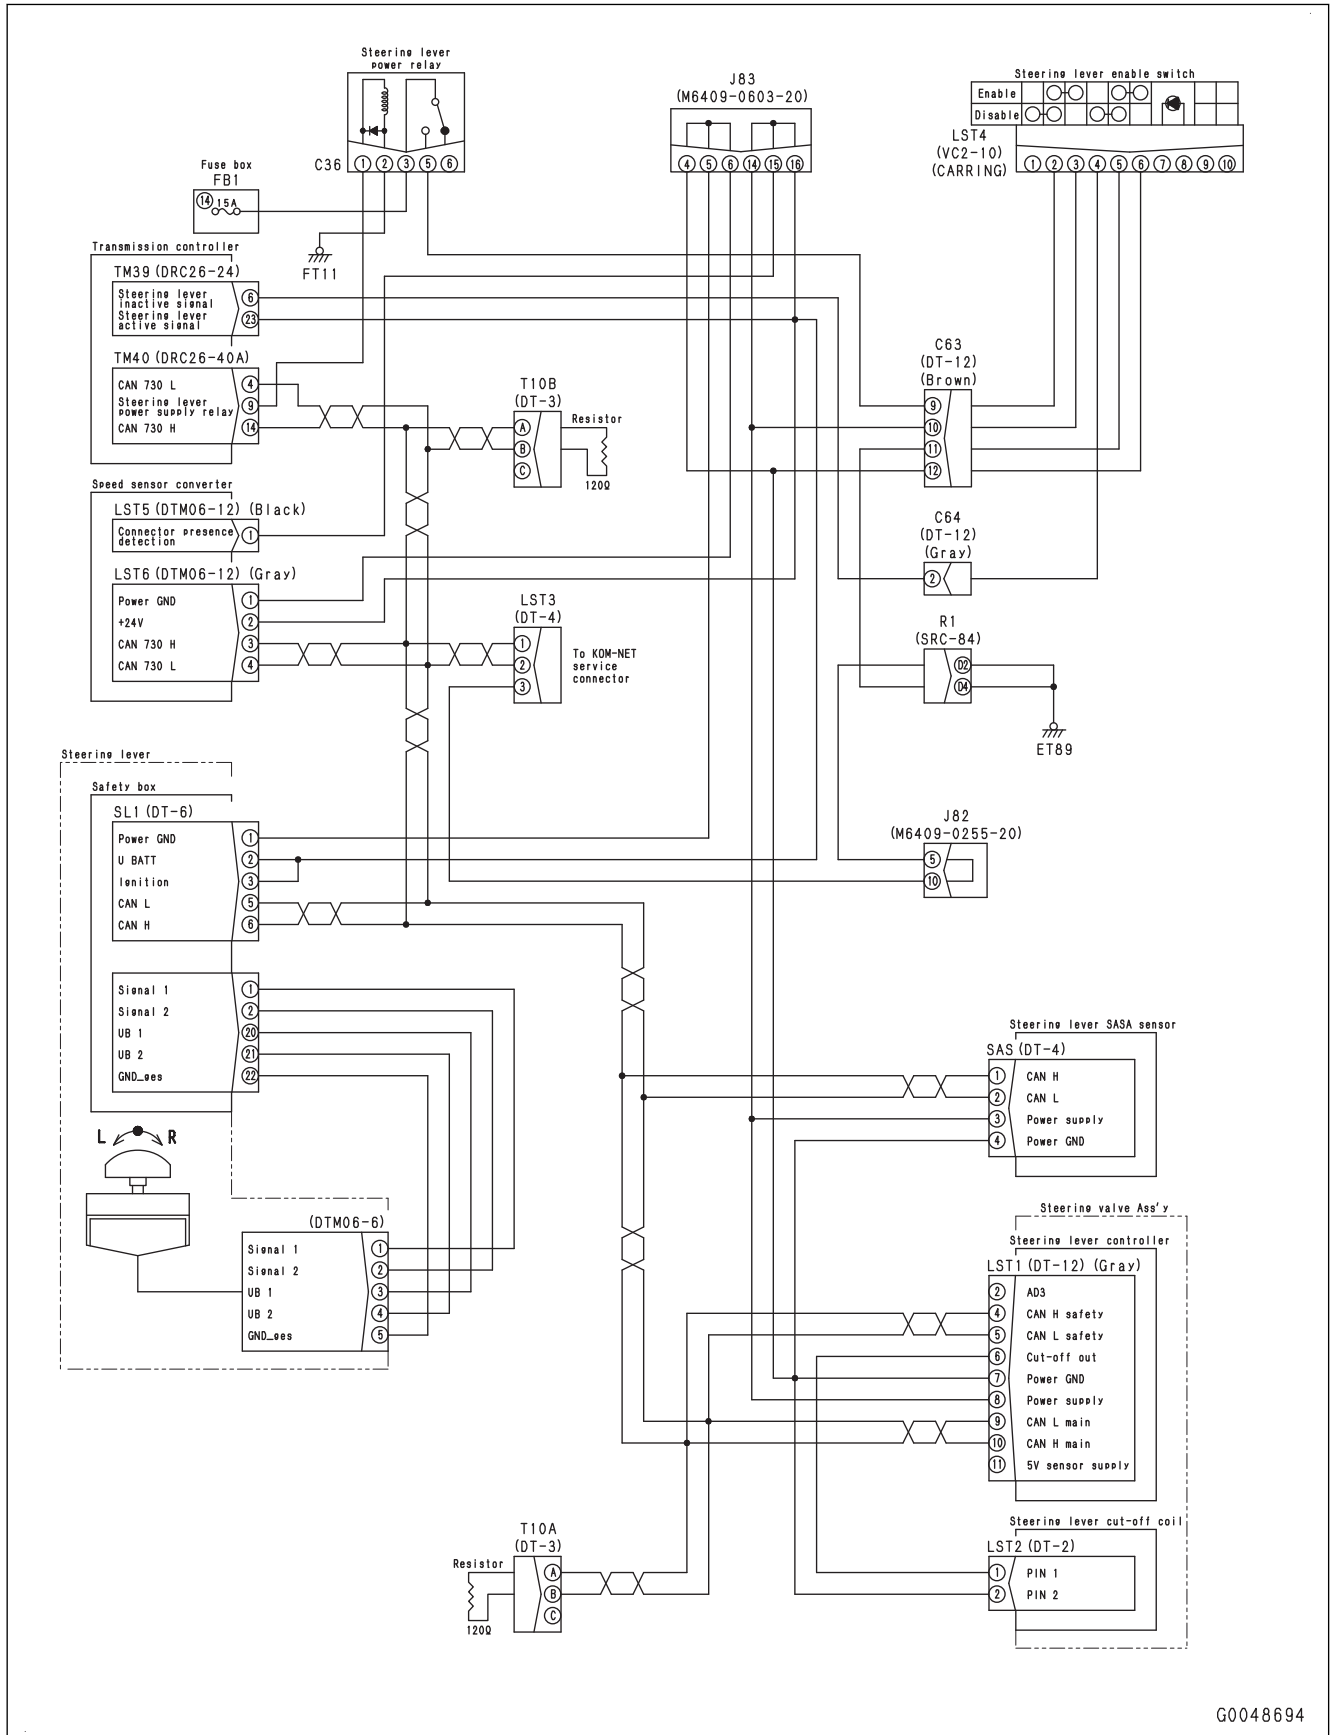 Steering lever
power relay
C36
1 2 3 5 6
Fuse box
FB1
14
15A
FT11
J83
(M6409-0603-20)
4 5 6 14 15 16
Steering lever enable switch
Enable
Disable
LST4
(VC2-10)
(CARRING)
1 2 3 4 5 6 7 8 9 10
Transmission controller
TM39 (DRC26-24)
Steering lever
inactive signal
6
Steering lever
active signal
23
TM40 (DRC26-40A)
CAN 730 L
4
Steering lever
power supply relay
9
CAN 730 H
14
T10B
(DT-3)
A
B
C
Resistor
120Ω
C63
(DT-12)
(Brown)
9
10
11
12
Speed sensor converter
LST5 (DTM06-12) (Black)
Connector presence
detection
1
LST6 (DTM06-12) (Gray)
Power GND
1
+24V
2
CAN 730 H
3
CAN 730 L
4
C64
(DT-12)
(Gray)
2
LST3
(DT-4)
1
2
3
To KOM-NET
service
connector
R1
(SRC-84)
D2
D4
ET89
Steering lever
Safety box
SL1 (DT-6)
Power GND
1
U BATT
2
Ignition
3
CAN L
5
CAN H
6
J82
(M6409-0255-20)
5
10
Signal 1
1
Signal 2
2
UB 1
20
UB 2
21
GND_ges
22
L
R
(DTM06-6)
Signal 1
1
Signal 2
2
UB 1
3
UB 2
4
GND_ges
5
Steering lever SASA sensor
SAS (DT-4)
1 CAN H
2 CAN L
3 Power supply
4 Power GND
Steering valve Ass'y
Steering lever controller
LST1 (DT-12) (Gray)
2 AD3
4 CAN H safety
5 CAN L safety
6 Cut-off out
7 Power GND
8 Power supply
9 CAN L main
10 CAN H main
11 5V sensor supply
Steering lever cut-off coil
LST2 (DT-2)
1 PIN 1
2 PIN 2
T10A
(DT-3)
Resistor
120Ω
A
B
C
G0048694